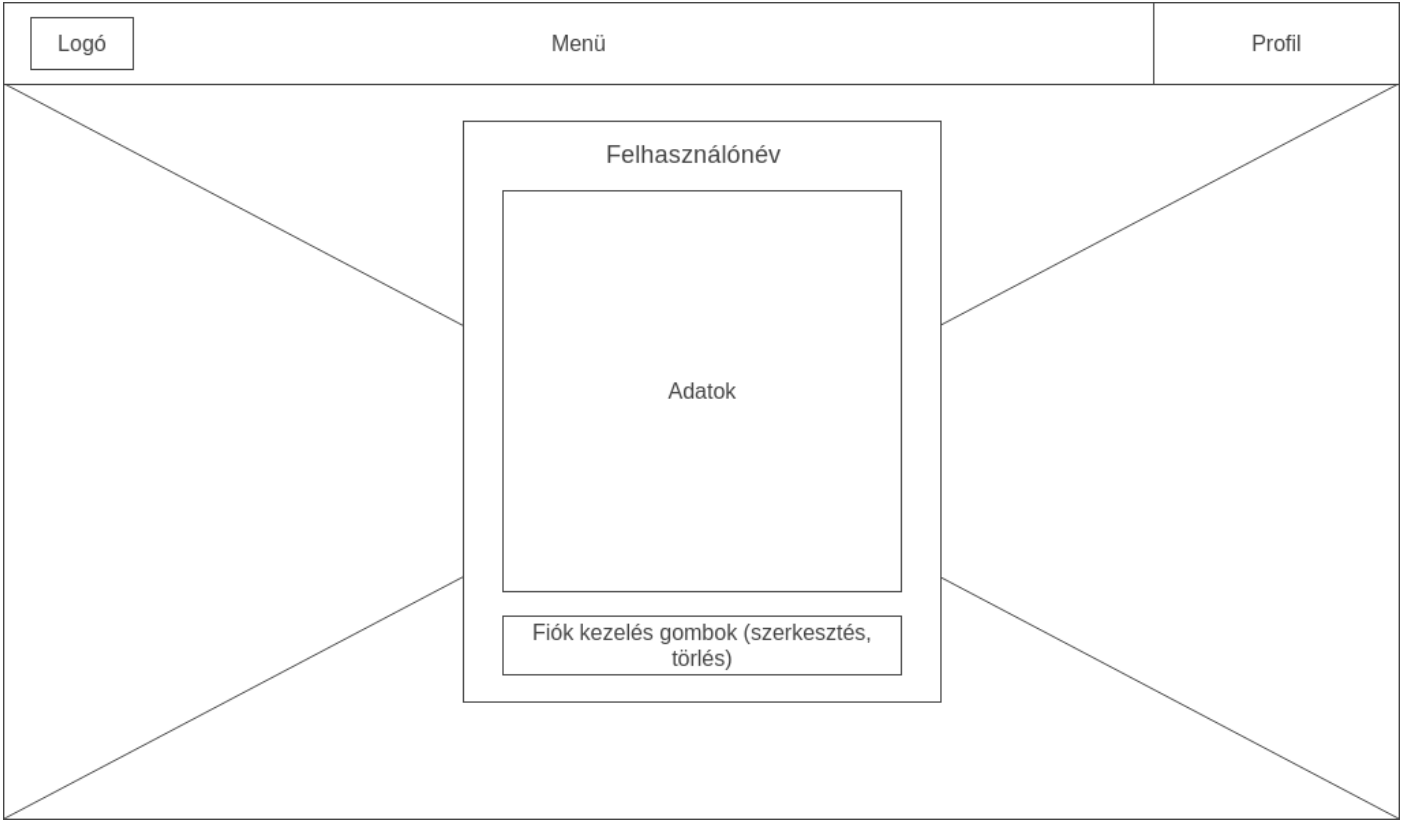 Logó
Menü
Profil
Felhasználónév
Adatok
Fiók kezelés gombok (szerkesztés,
törlés)